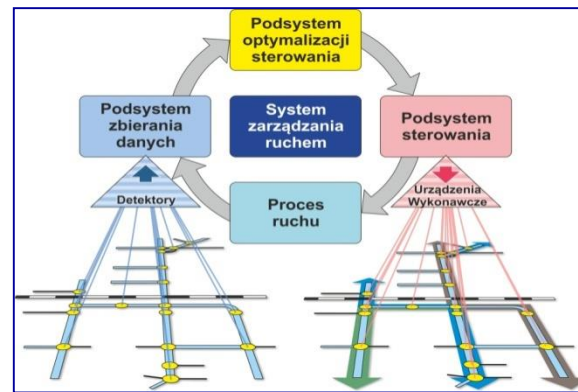 Podsystem
optymalizacji
sterowania
Podsystem
zbierania
danych
System
zarządzania
ruchem
Podsystem
sterowania
Detektory
Proces
ruchu
Urządzenia
Wykonawcze